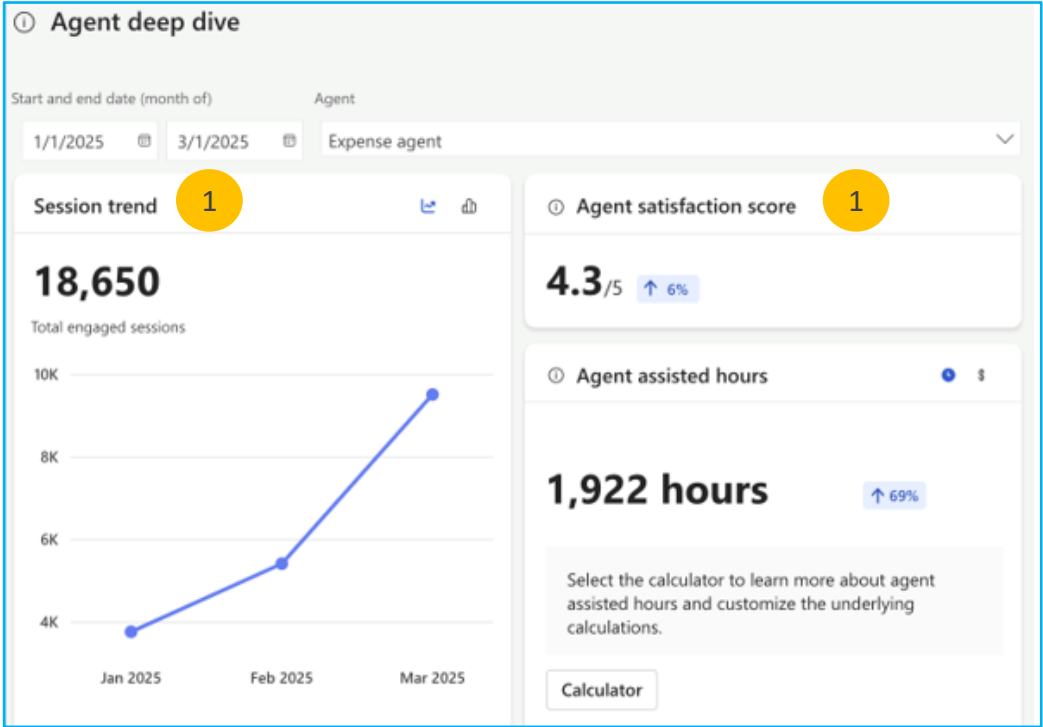 Agent deep dive
Start and end date (month of)
Agent
1/1/2025
3/1/2025
Expense agent
Session trend
1
18,650
Total engaged sessions
10K
8K
6K
4K
Jan 2025
Feb 2025
Mar 2025
Agent satisfaction score
1
4.3/5
6%
Agent assisted hours
$
1,922 hours
69%
Select the calculator to learn more about agent
assisted hours and customize the underlying
calculations.
Calculator